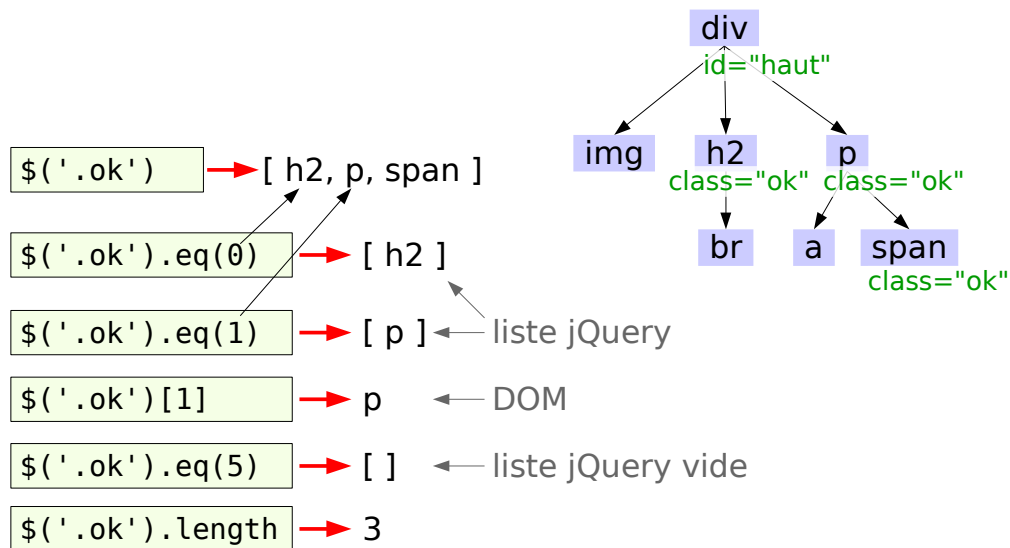 div
id="haut"
img
h2
p
class="ok"
class="ok"
br
a
span
class="ok"
$('.ok')
[ h2, p, span ]
$('.ok').eq(0)
[ h2 ]
$('.ok').eq(1)
[ p ]
liste jQuery
$('.ok')[1]
p
DOM
$('.ok').eq(5)
[ ]
liste jQuery vide
$('.ok').length
3